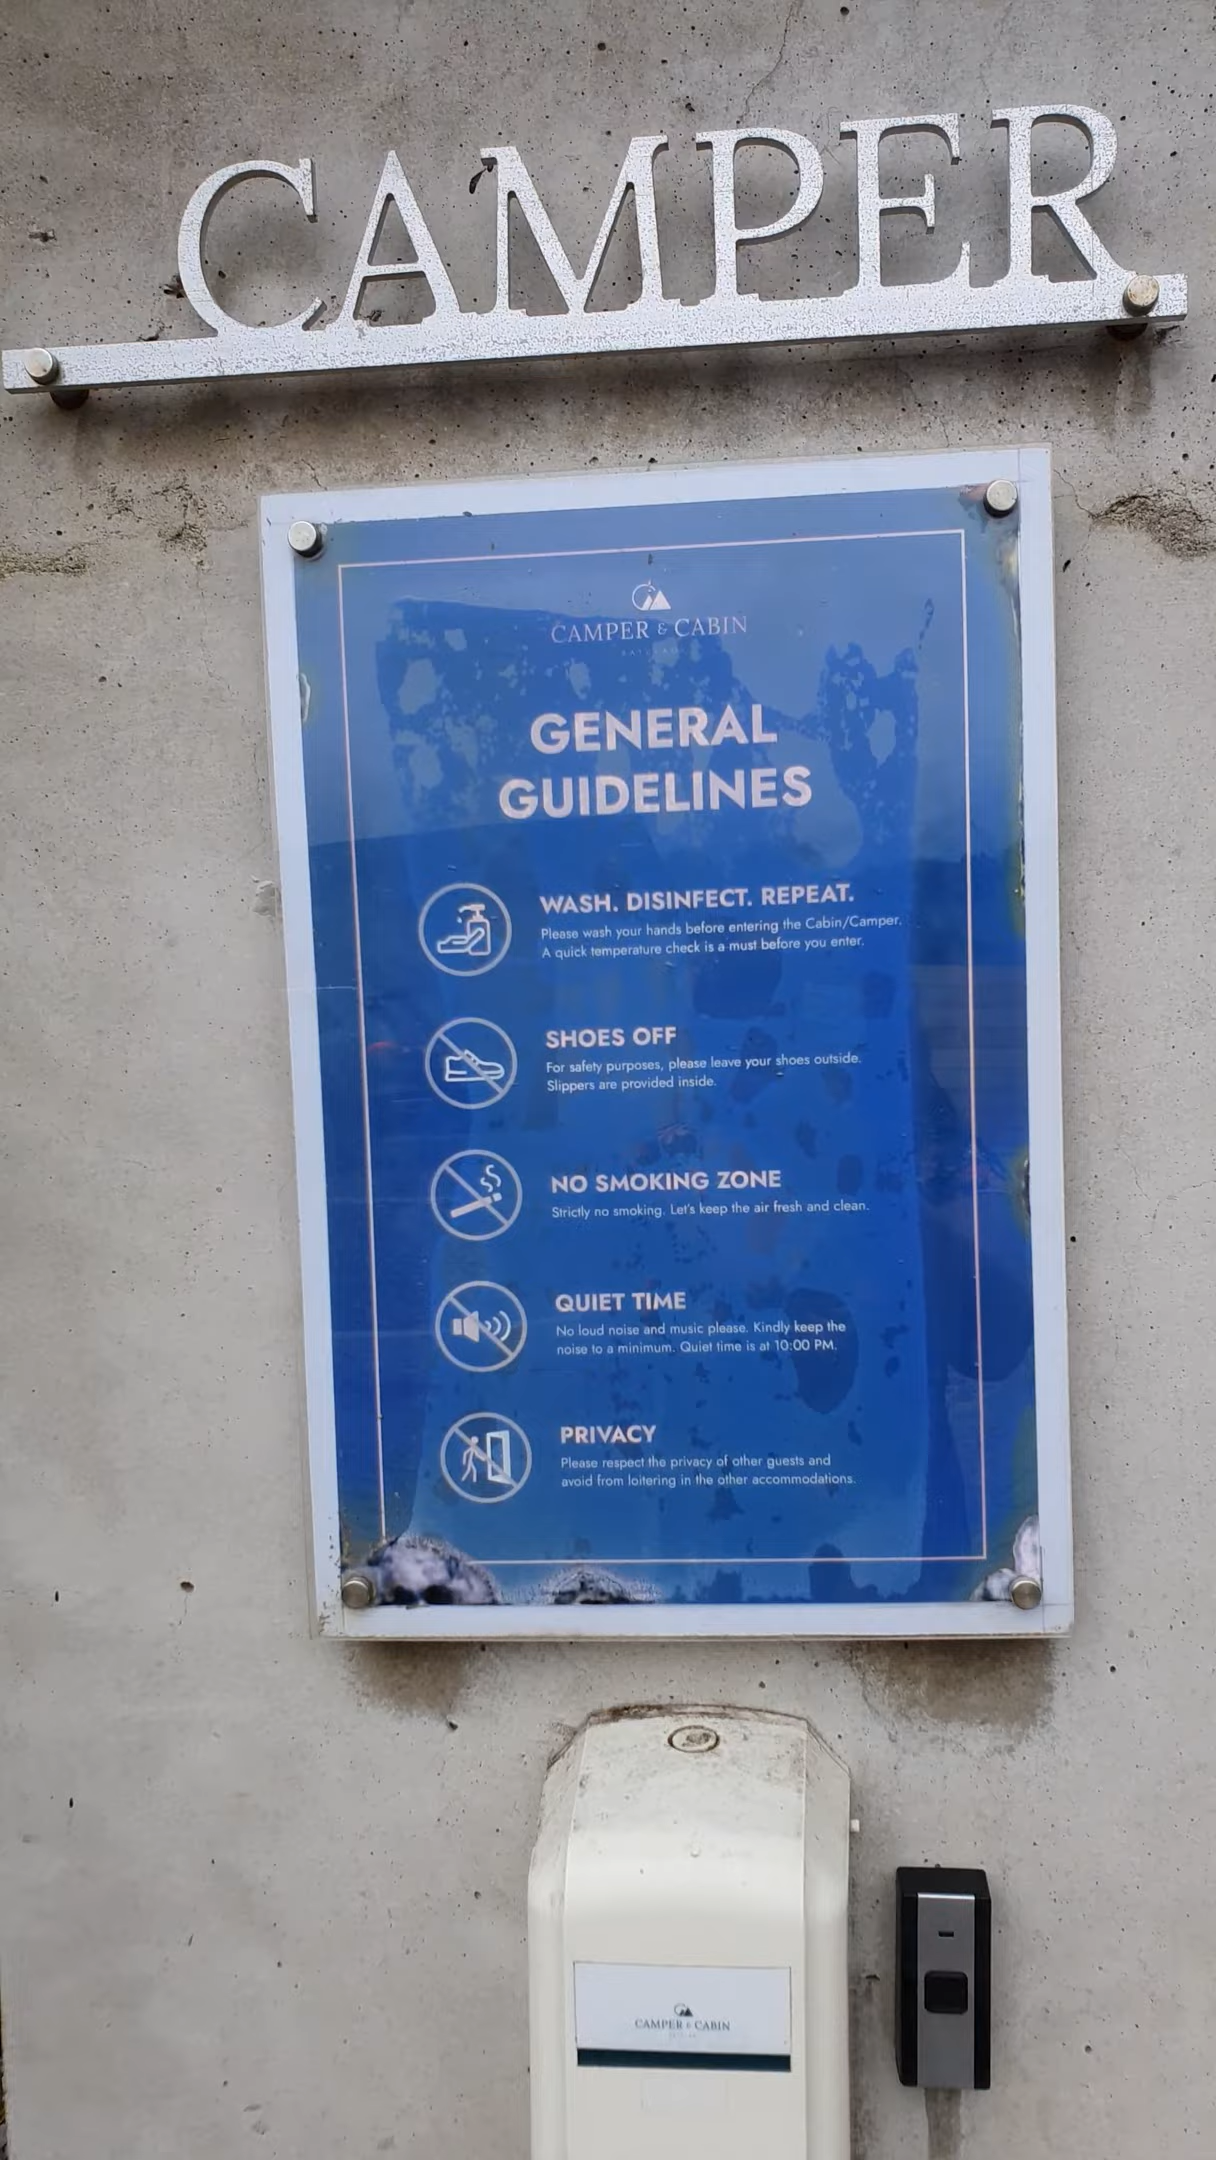 CAMPER
CAMPER & CABIN
GENERAL
GUIDELINES
WASH. DISINFECT. REPEAT.
Please wash your hands before entering the Cabin/Camper.
A quick temperature check is a must before you enter.
SHOES OFF
For safety purposes, please leave your shoes outside.
Slippers are provided inside.
NO SMOKING ZONE
Strictly no smoking. Let's keep the air fresh and clean.
QUIET TIME
No loud noise and music please. Kindly keep the
noise to a minimum. Quiet time is at 10:00 PM.
PRIVACY
Please respect the privacy of other guests and
avoid from loitering in the other accommodations.
CAMPER & CABIN